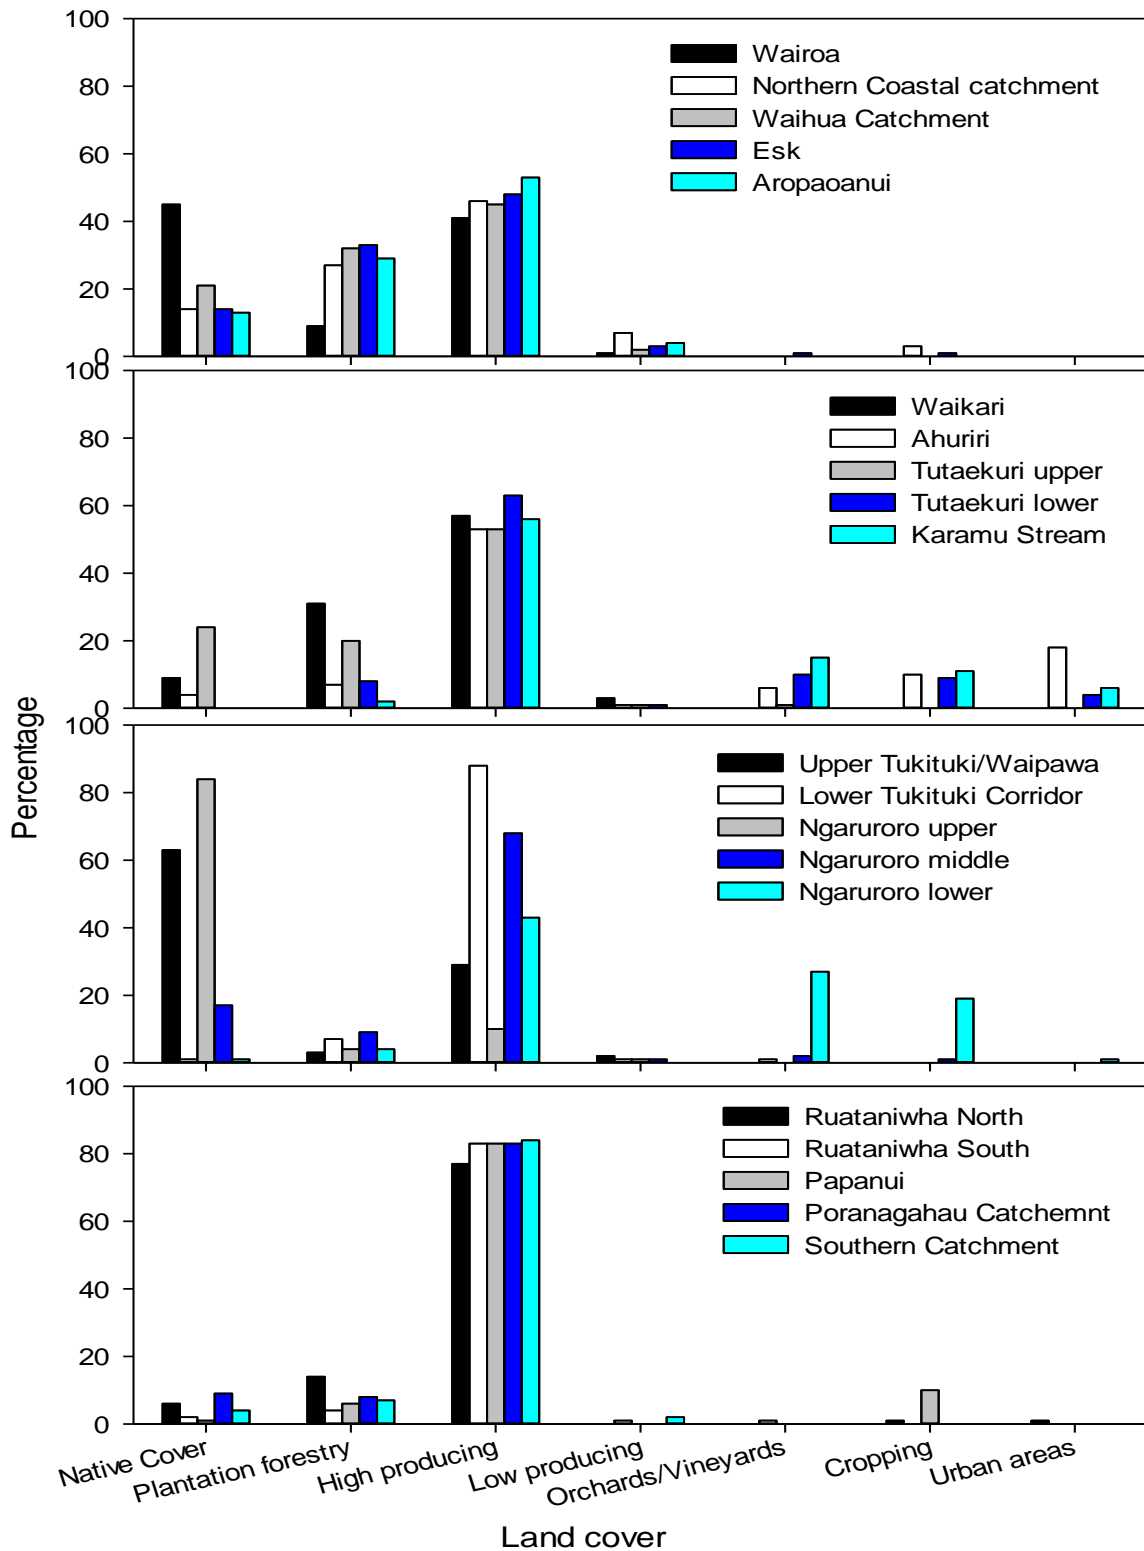 100
80
60
40
20
0
Wairoa
Northern Coastal catchment
Waihua Catchment
Esk
Aropaoanui
100
80
60
40
20
0
Waikari
Ahuriri
Tutaekuri upper
Tutaekuri lower
Karamu Stream
Percentage
100
80
60
40
20
0
Upper Tukituki/Waipawa
Lower Tukituki Corridor
Ngaruroro upper
Ngaruroro middle
Ngaruroro lower
100
80
60
40
20
0
Ruataniwha North
Ruataniwha South
Papanui
Poranagahau Catchemnt
Southern Catchment
Native Cover
Plantation forestry
High producing
Low producing
Orchards/Vineyards
Cropping
Urban areas
Land cover